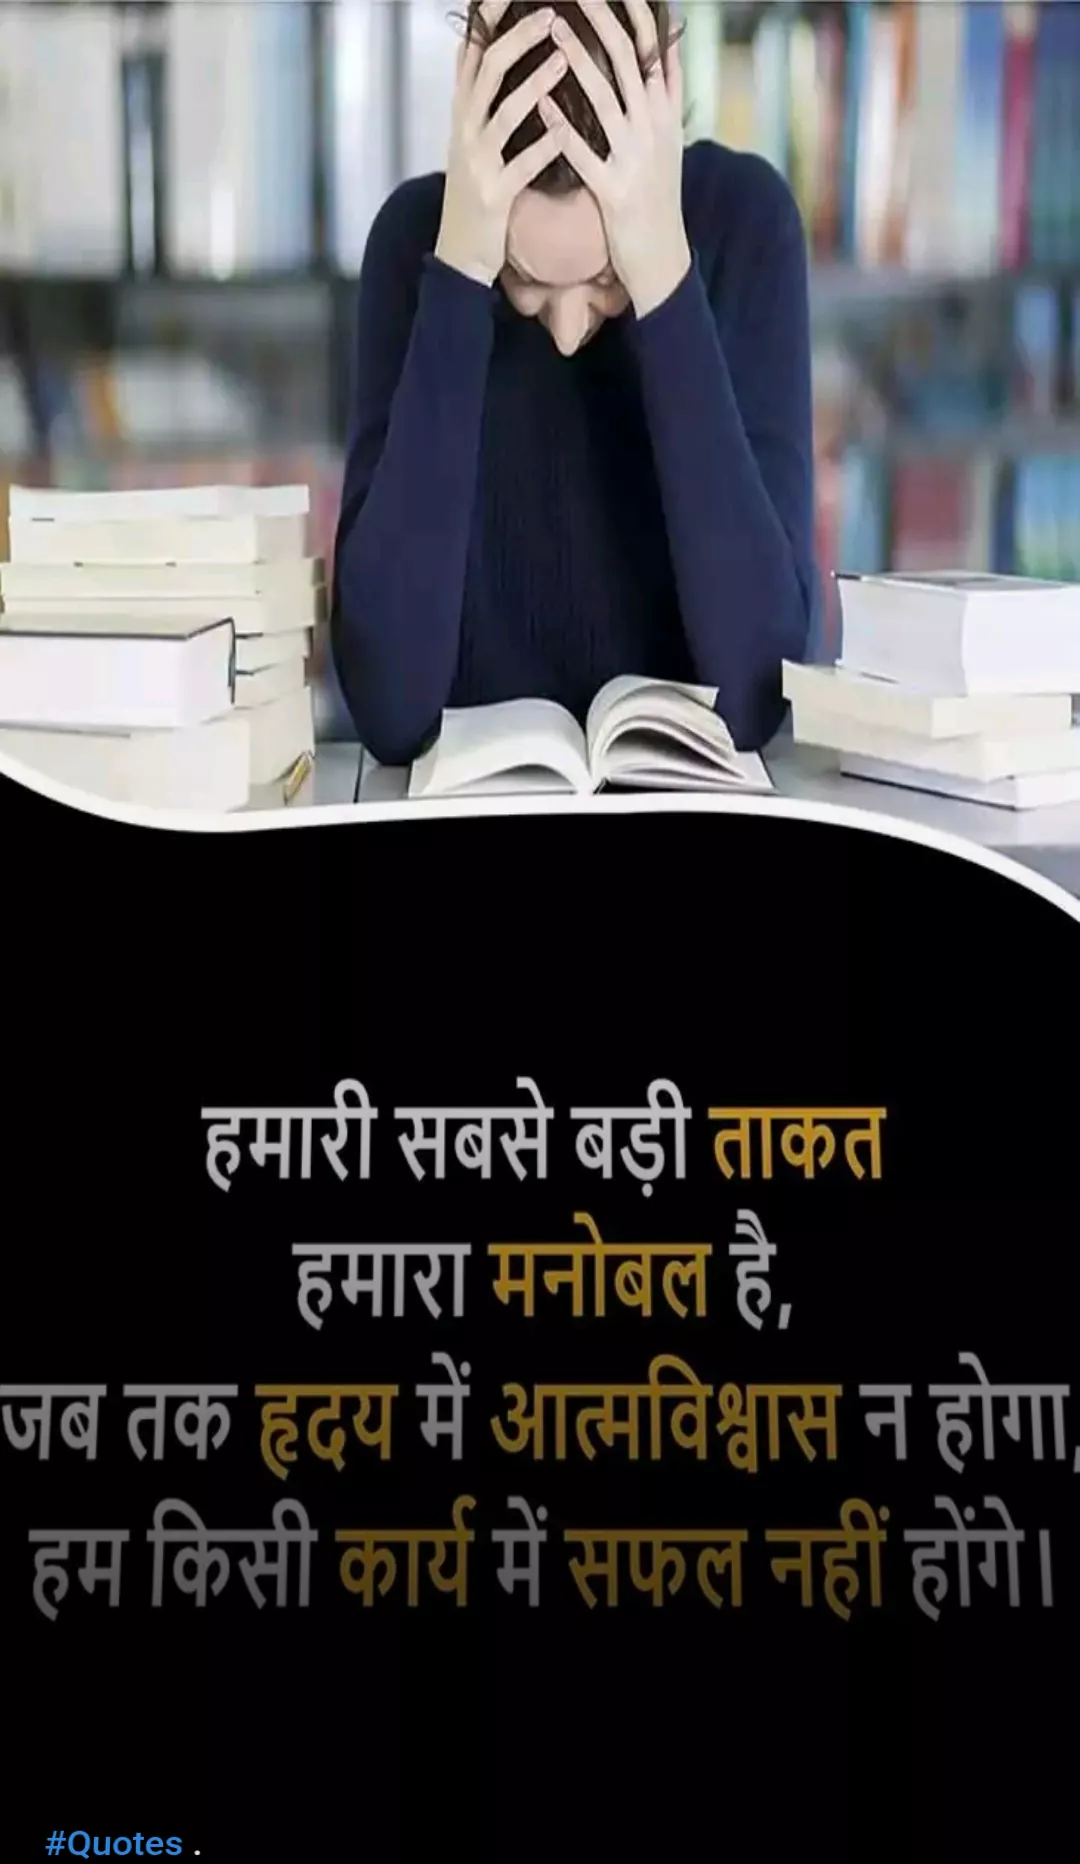 हमारी सबसे बड़ी ताकत
हमारा मनोबल है,
जब तक हृदय में आत्मविश्वास न होगा,
हम किसी कार्य में सफल नहीं होंगे।
#Quotes .